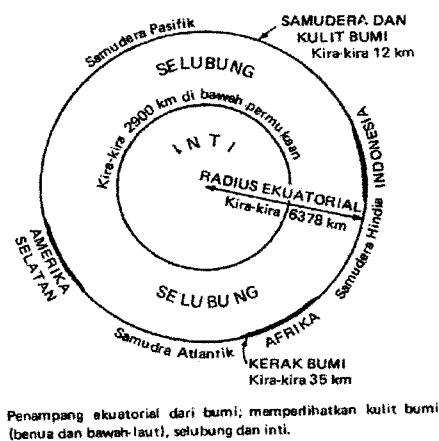 Samudera Pasifik
SAMUDERA DAN
KULIT BUMI
Kira-kira 12 km
SELUBUNG
Kira-kira 2900 km di bawah permukaan
INTI
INDONESIA
RADIUS EKUATORIAL
Kira-kira 6378 km
Samudera Hindia
AMERIKA
SELATAN
SELUBUNG
Samudra Atlantik
AFRIKA
KERAK BUMI
Kira-kira 35 km
Penampang ekuatorial dari bumi; memperlihatkan kulit bumi
(benua dan bawah-laut), selubung dan inti.